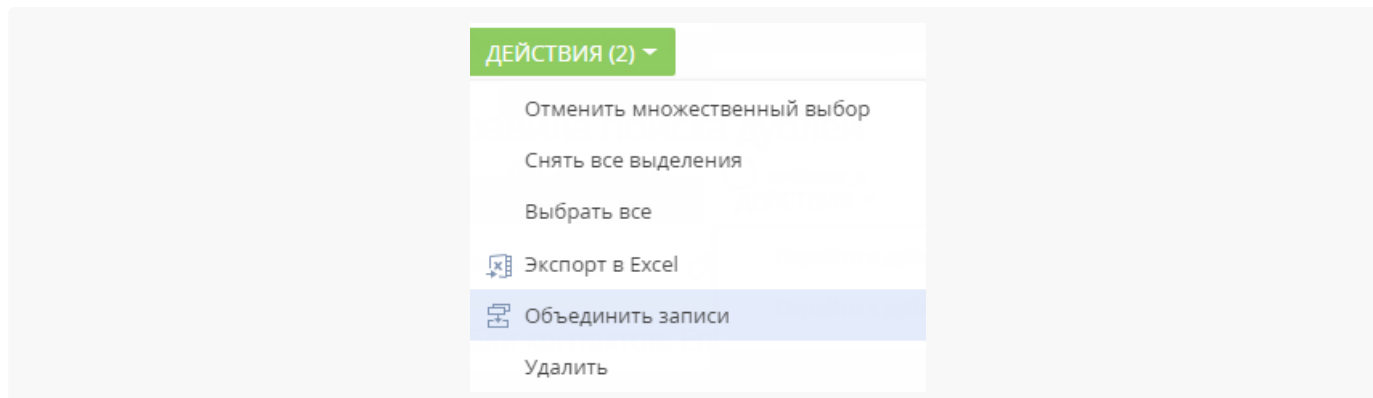 ДЕЙСТВИЯ (2)
Отменить множественный выбор
Снять все выделения
Выбрать все
Экспорт в Excel
Объединить записи
Удалить